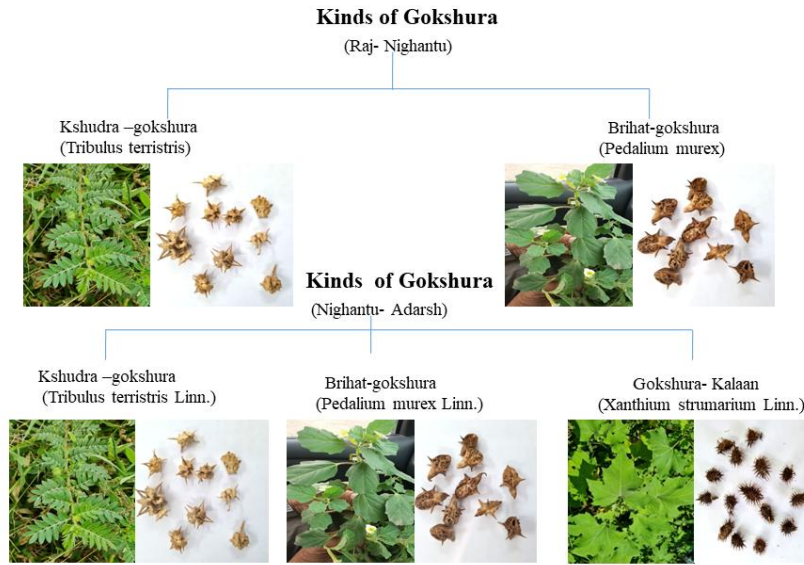 Kinds of Gokshura
(Raj- Nighantu)
Kshudra –gokshura
(Tribulus terristris)
Brihat-gokshura
(Pedalium murex)
Kinds of Gokshura
(Nighantu- Adarsh)
Kshudra –gokshura
(Tribulus terristris Linn.)
Brihat-gokshura
(Pedalium murex Linn.)
Gokshura- Kalaan
(Xanthium strumarium Linn.)